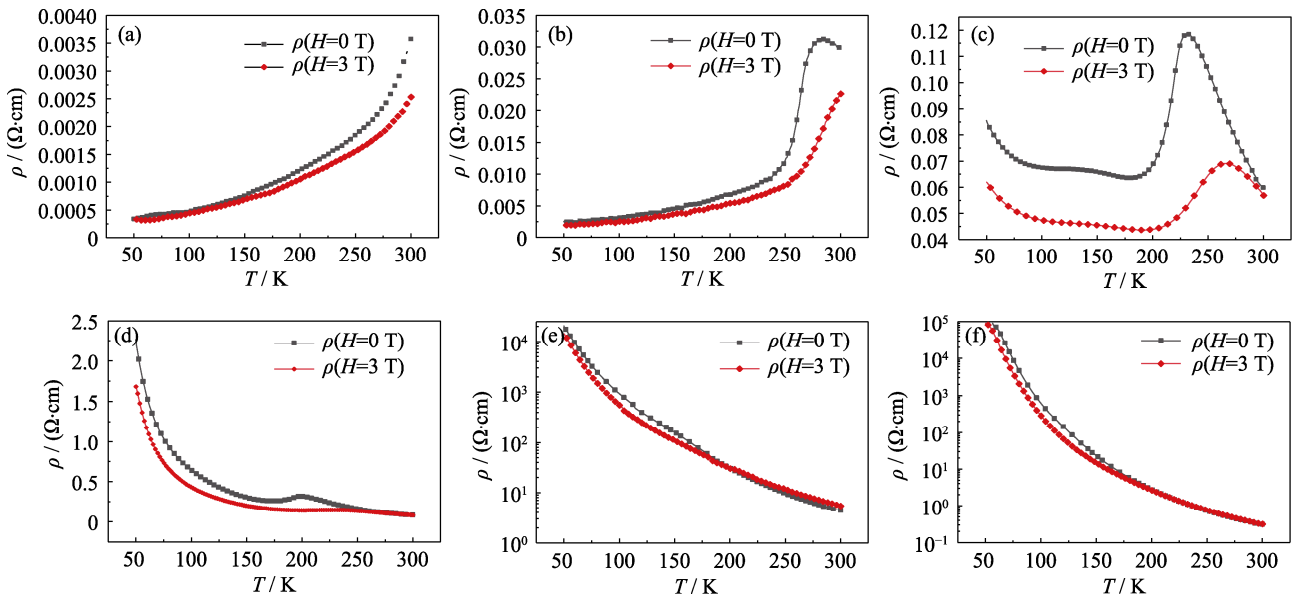 (a)
ρ(H=0 T)
ρ(H=3 T)
0.0040
0.0035
0.0030
0.0025
0.0020
0.0015
0.0010
0.0005
0
ρ / (Ω·cm)
50 100 150 200 250 300
T / K
(b)
ρ(H=0 T)
ρ(H=3 T)
0.035
0.030
0.025
0.020
0.015
0.010
0.005
0
ρ / (Ω·cm)
50 100 150 200 250 300
T / K
(c)
ρ(H=0 T)
ρ(H=3 T)
0.12
0.11
0.10
0.09
0.08
0.07
0.06
0.05
0.04
ρ / (Ω·cm)
50 100 150 200 250 300
T / K
(d)
ρ(H=0 T)
ρ(H=3 T)
2.5
2.0
1.5
1.0
0.5
0
ρ / (Ω·cm)
50 100 150 200 250 300
T / K
(e)
ρ(H=0 T)
ρ(H=3 T)
10⁴
10³
10²
10¹
10⁰
ρ / (Ω·cm)
50 100 150 200 250 300
T / K
(f)
ρ(H=0 T)
ρ(H=3 T)
10⁵
10⁴
10³
10²
10¹
10⁰
10⁻¹
ρ / (Ω·cm)
50 100 150 200 250 300
T / K